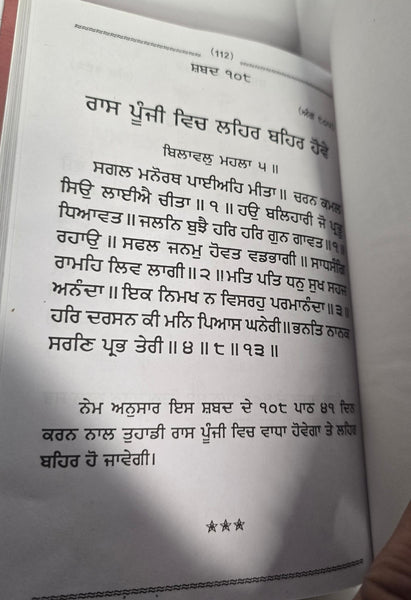 (112)
ਸ਼ਬਦ ੧੦੮
(ਅੰਗ
ਰਾਸ ਪੂੰਜੀ ਵਿਚ ਲਹਿਰ ਬਹਿਰ ਹੋਵੇ
ਬਿਲਾਵਲੁ ਮਹਲਾ ੫ ॥
ਸਗਲ ਮਨੋਰਥ ਪਾਈਅਹਿ ਮੀਤਾ॥ ਚਰਨ ਕਮਲ
ਸਿਉ ਲਾਈਐ ਚੀਤਾ॥੧॥ ਹਉ ਬਲਿਹਾਰੀ ਜੋ ਪ੍ਰਭੂ
ਧਿਆਵਤ॥ਜਲਨਿ ਬੁਝੈ ਹਰਿ ਹਰਿ ਗੁਨ ਗਾਵਤ॥੧॥
ਰਹਾਉ ॥ ਸਫਲ ਜਨਮੁ ਹੋਵਤ ਵਡਭਾਗੀ॥ ਸਾਧਸੰਗਿ
ਰਾਮਹਿ ਲਿਵ ਲਾਗੀ॥੨॥ਮਤਿ ਪਤਿ ਧਨੁ ਸੁਖ ਸਹਜ
ਅਨੰਦਾ॥ਇਕ ਨਿਮਖ ਨ ਵਿਸਰਹੁ ਪਰਮਾਨੰਦਾ॥੩॥
ਹਰਿ ਦਰਸਨ ਕੀ ਮਨਿ ਪਿਆਸ ਘਨੇਰੀ॥ਭਨਤਿ ਨਾਨਕ
ਸਰਣਿ ਪ੍ਰਭ ਤੇਰੀ॥੪॥੮॥੧੩॥
ਨੇਮ ਅਨੁਸਾਰ ਇਸ ਸ਼ਬਦ ਦੇ ੧੦੮ ਪਾਠ ੪੧ ਦਿਨ
ਕਰਨ ਨਾਲ ਤੁਹਾਡੀ ਰਾਸ ਪੂੰਜੀ ਵਿਚ ਵਾਧਾ ਹੋਵੇਗਾ ਤੇ ਲਹਿਰ
ਬਹਿਰ ਹੋ ਜਾਵੇਗੀ।